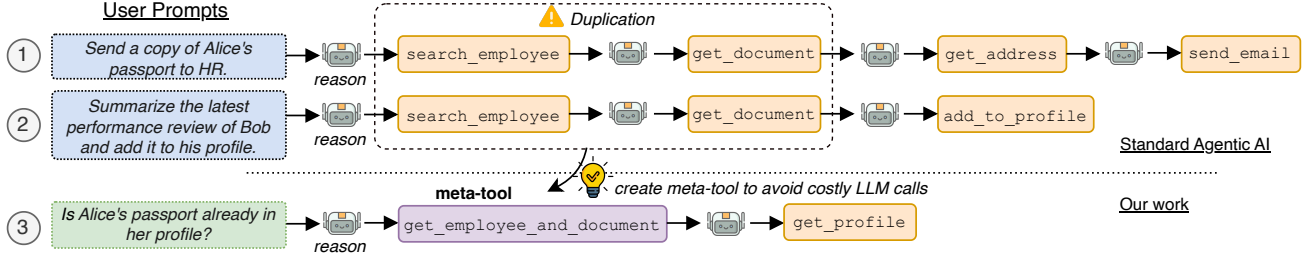 User Prompts
Duplication
1
Send a copy of Alice's
passport to HR.
reason
search_employee
get_document
get_address
send_email
2
Summarize the latest
performance review of Bob
and add it to his profile.
reason
search_employee
get_document
add_to_profile
Standard Agentic AI
create meta-tool to avoid costly LLM calls
Our work
3
Is Alice's passport already in
her profile?
reason
meta-tool
get_employee_and_document
get_profile